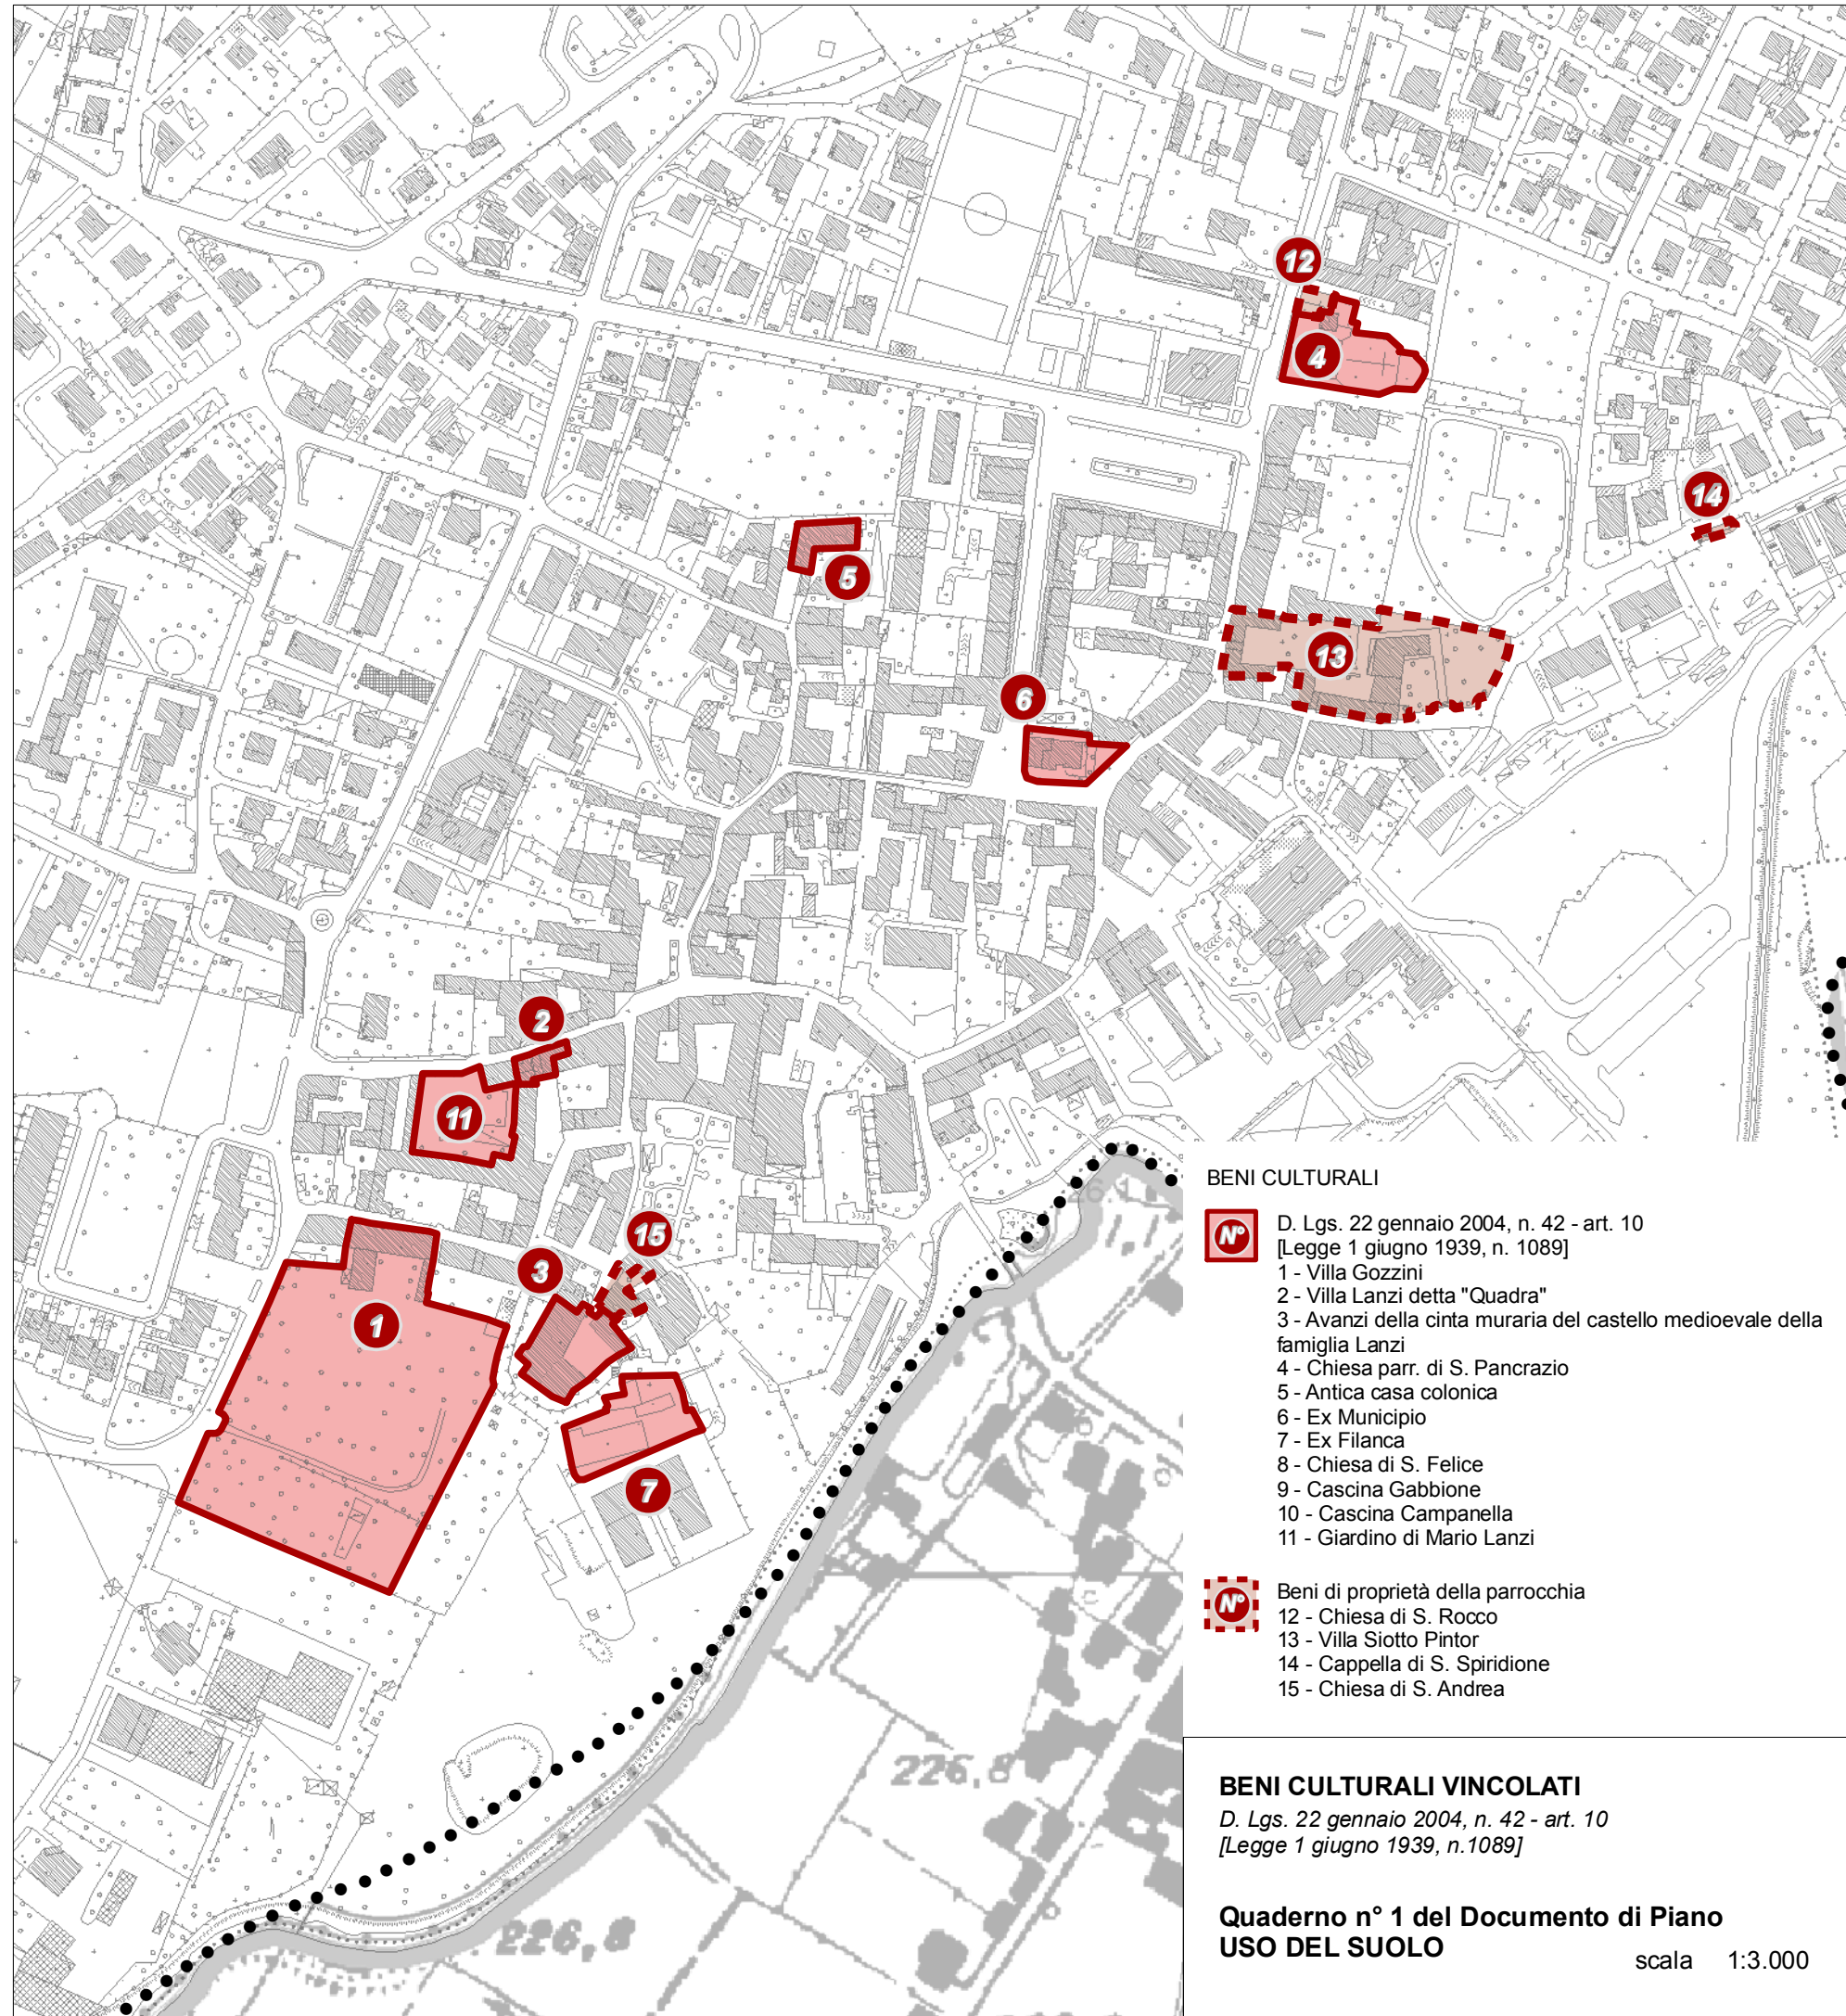 12
4
14
5
13
6
2
11
15
3
1
7
226,8
226,8
BENI CULTURALI
N°
D. Lgs. 22 gennaio 2004, n. 42 - art. 10
[Legge 1 giugno 1939, n. 1089]
1 - Villa Gozzini
2 - Villa Lanzi detta "Quadra"
3 - Avanzi della cinta muraria del castello medioevale della
famiglia Lanzi
4 - Chiesa parr. di S. Pancrazio
5 - Antica casa colonica
6 - Ex Municipio
7 - Ex Filanca
8 - Chiesa di S. Felice
9 - Cascina Gabbione
10 - Cascina Campanella
11 - Giardino di Mario Lanzi
N°
Beni di proprietà della parrocchia
12 - Chiesa di S. Rocco
13 - Villa Siotto Pintor
14 - Cappella di S. Spiridione
15 - Chiesa di S. Andrea
BENI CULTURALI VINCOLATI
D. Lgs. 22 gennaio 2004, n. 42 - art. 10
[Legge 1 giugno 1939, n.1089]
Quaderno n° 1 del Documento di Piano
USO DEL SUOLO
scala 1:3.000